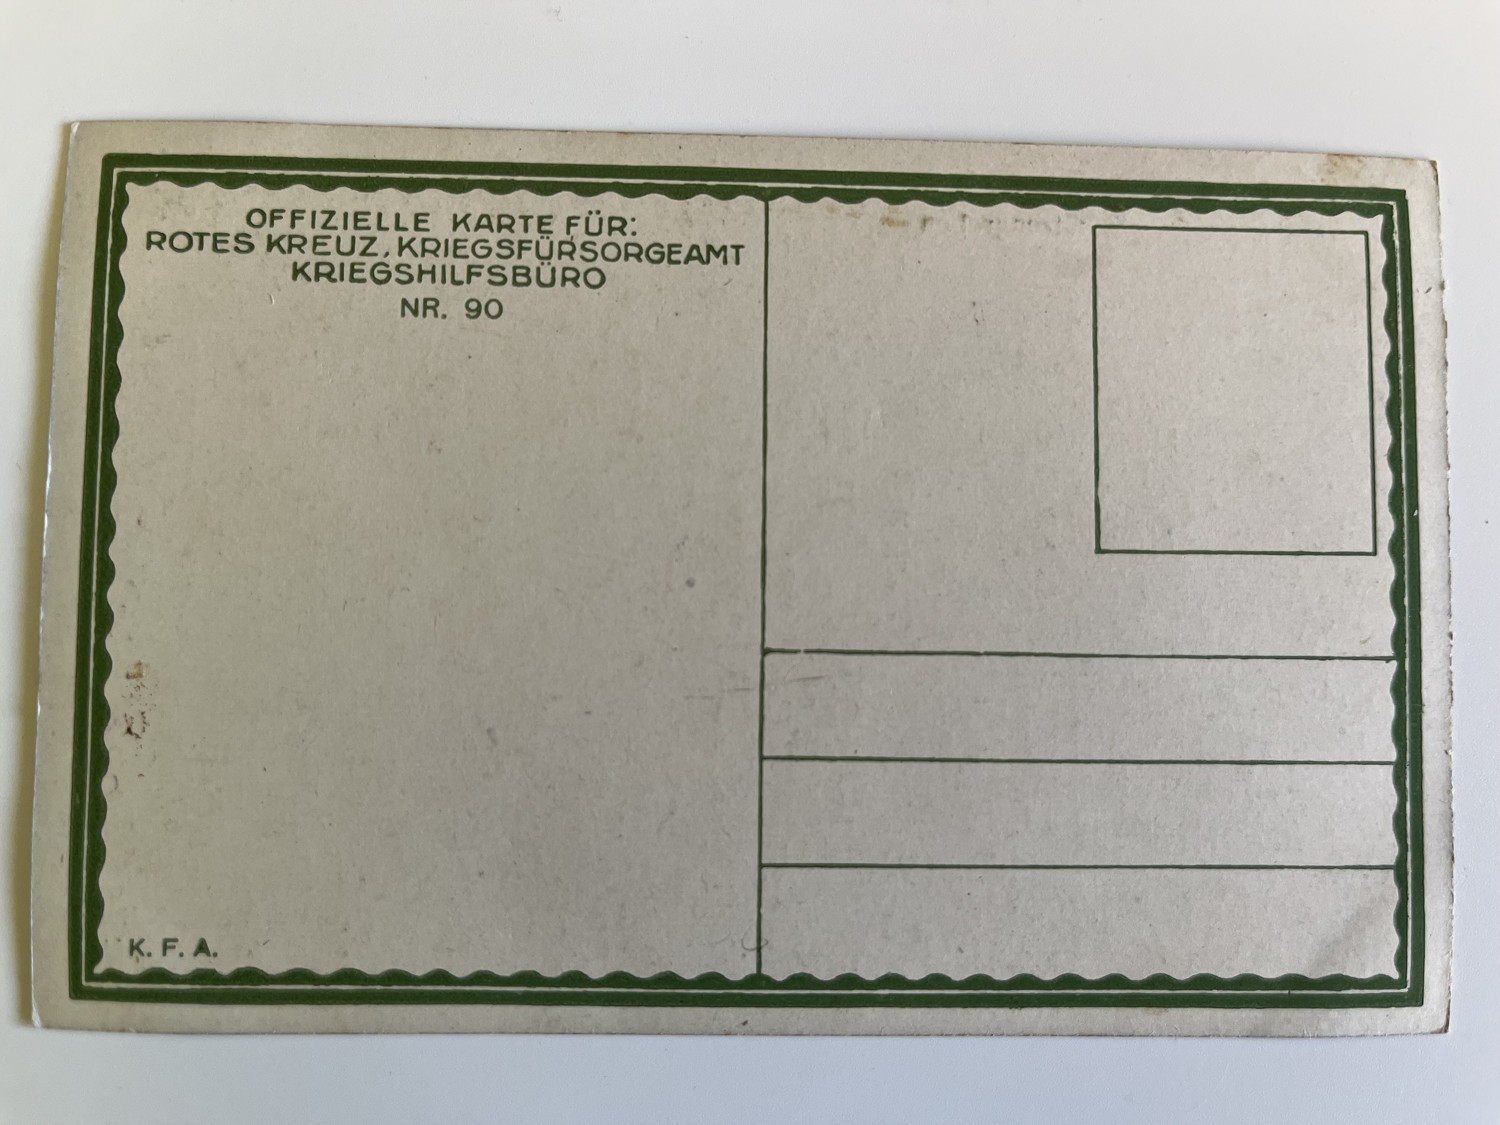 OFFIZIELLE KARTE FÜR:
ROTES KREUZ, KRIEGSFÜRSORGEAMT
KRIEGSHILFSBÜRO
NR. 90
K. F. A.